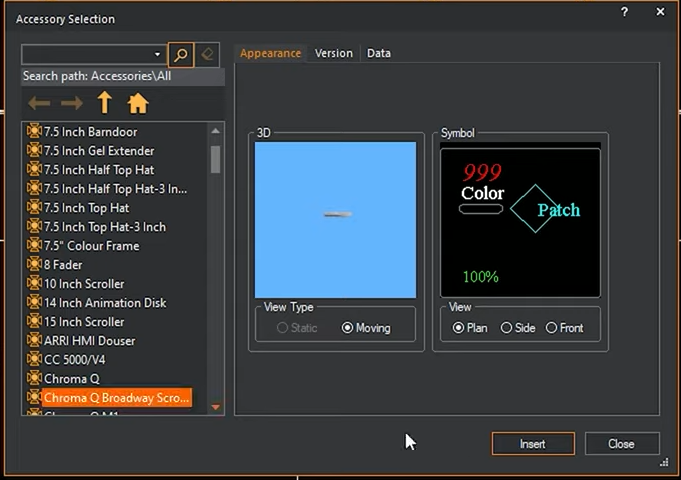 Accessory Selection
?
Search path: Accessories\All
7.5 Inch Barndoor
7.5 Inch Gel Extender
7.5 Inch Half Top Hat
7.5 Inch Half Top Hat-3 In...
7.5 Inch Top Hat
7.5 Inch Top Hat-3 Inch
7.5" Colour Frame
8 Fader
10 Inch Scroller
14 Inch Animation Disk
15 Inch Scroller
ARRI HMI Douser
CC 5000/V4
Chroma Q
Chroma Q Broadway Scro...
Chroma Q M1
Appearance
Version
Data
3D
View Type
Static
Moving
Symbol
999
Color
Patch
100%
View
Plan
Side
Front
Insert
Close